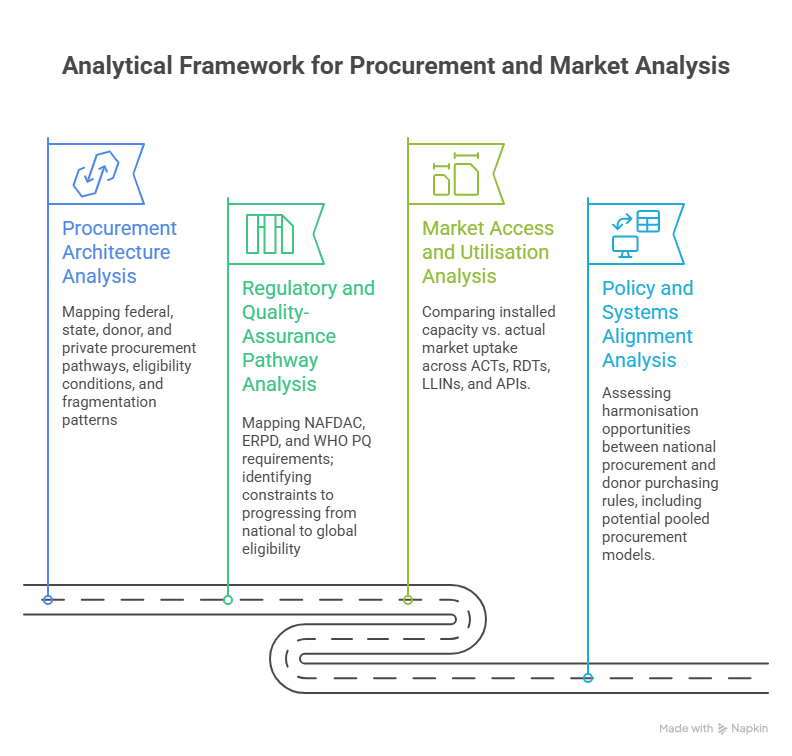 Analytical Framework for Procurement and Market Analysis
Procurement
Architecture
Analysis
Mapping federal,
state, donor, and
private procurement
pathways, eligibility
conditions, and
fragmentation
patterns
Regulatory and
Quality-
Assurance
Pathway
Analysis
Mapping NAFDAC,
ERPD, and WHO PQ
requirements;
identifying
constraints to
progressing from
national to global
eligibility
Market Access
and Utilisation
Analysis
Comparing installed
capacity vs. actual
market uptake
across ACTs, RDTs,
LLINs, and APIs.
Policy and
Systems
Alignment
Analysis
Assessing
harmonisation
opportunities
between national
procurement and
donor purchasing
rules, including
potential pooled
procurement
models.
Made with Napkin